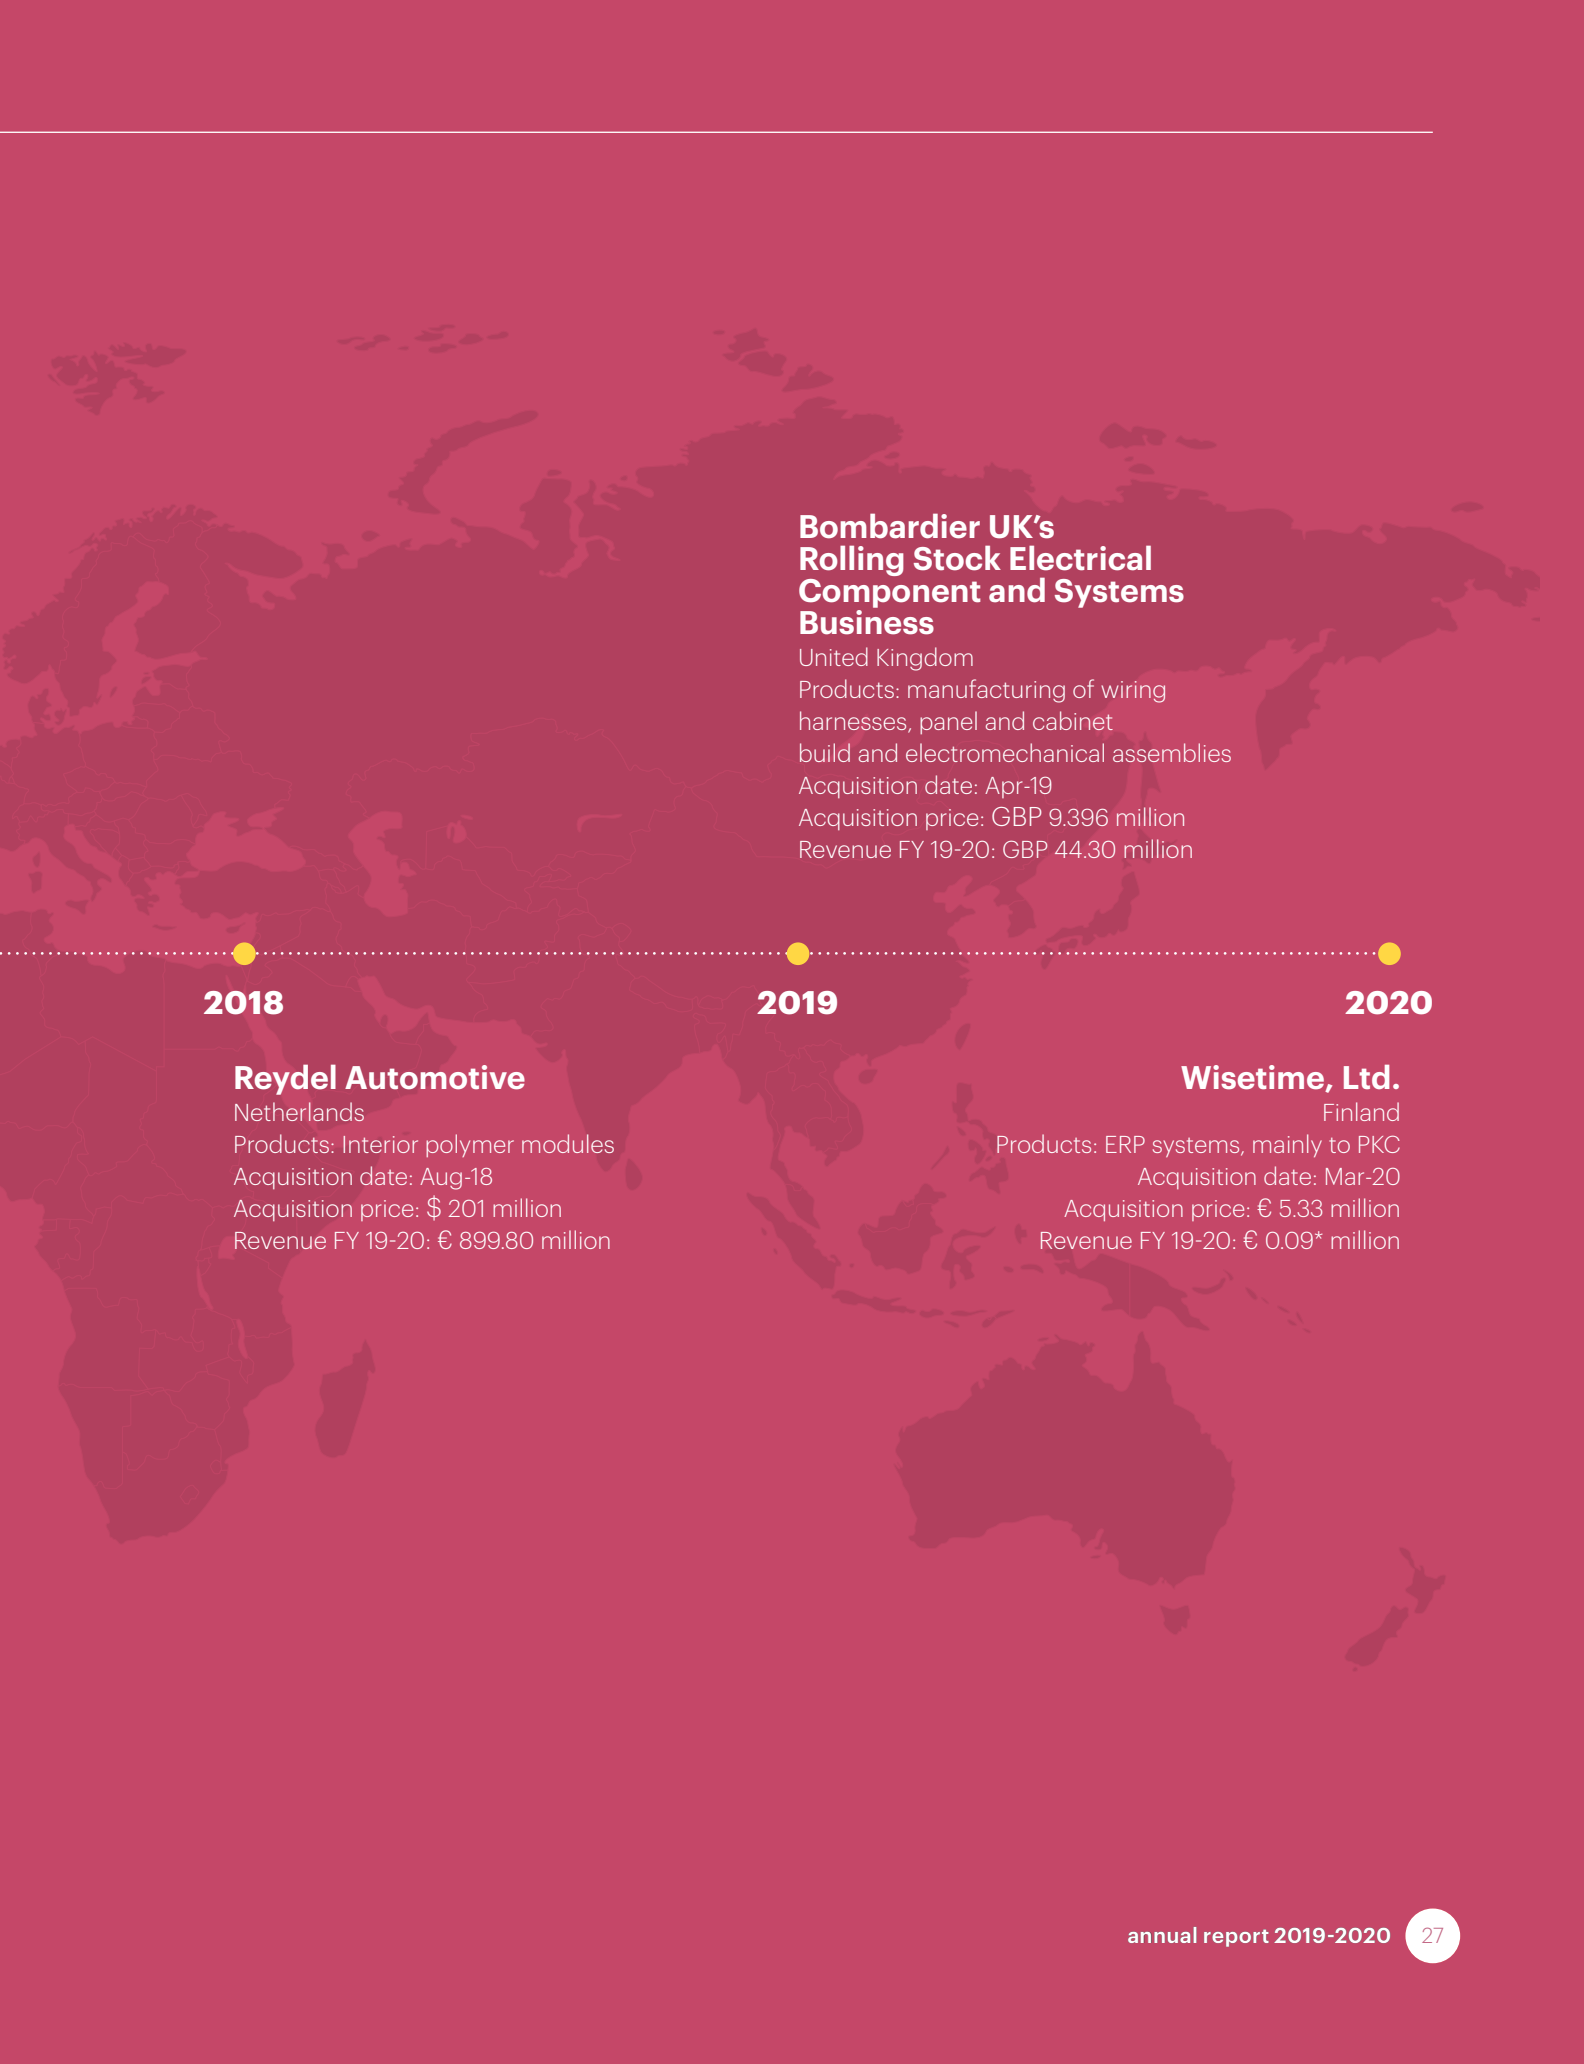 Bombardier UK’s
Rolling Stock Electrical
Component and Systems
Business
United Kingdom
Products: manufacturing of wiring
harnesses, panel and cabinet
build and electromechanical assemblies
Acquisition date: Apr-19
Acquisition price: GBP 9.396 million
Revenue FY 19-20: GBP 44.30 million
2018
2019
2020
Reydel Automotive
Netherlands
Products: Interior polymer modules
Acquisition date: Aug-18
Acquisition price: $ 201 million
Revenue FY 19-20: € 899.80 million
Wisetime, Ltd.
Finland
Products: ERP systems, mainly to PKC
Acquisition date: Mar-20
Acquisition price: € 5.33 million
Revenue FY 19-20: € 0.09* million
annual report 2019-2020 27